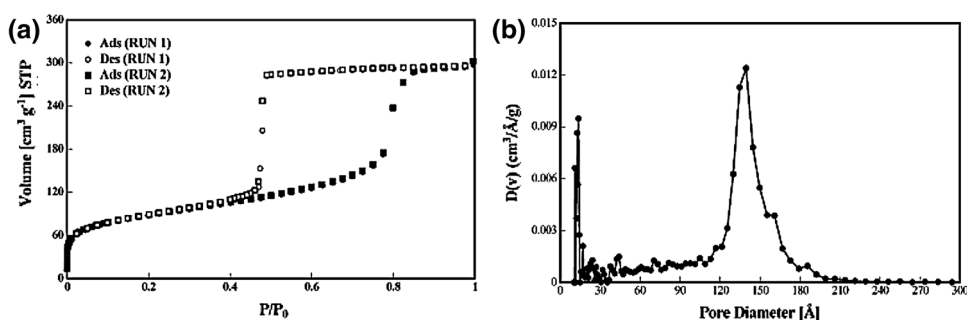 (a)
360
300
240
180
120
60
0
Volume [cm³ g⁻¹] STP
Ads (RUN 1)
Des (RUN 1)
Ads (RUN 2)
Des (RUN 2)
0 0.2 0.4 0.6 0.8 1
P/P₀
(b)
0.015
0.012
0.009
0.006
0.003
0
D(v) (cm³/Å/g)
0 30 60 90 120 150 180 210 240 270 300
Pore Diameter [Å]